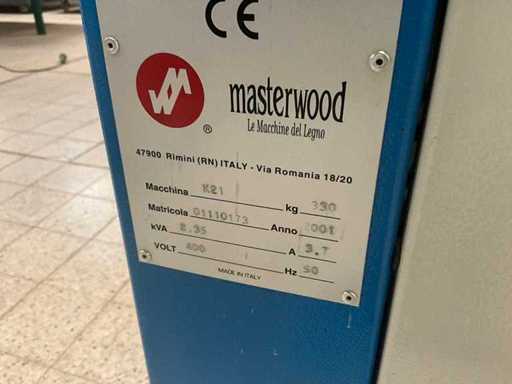 CE
masterwood
Le Macchine del Legno
®
47900 Rimini (RN) ITALY - Via Romania 18/20
Macchina K21 kg 330
Matricola 01110173 Anno 2001
kVA 2.35 A 3.7
VOLT 400 Hz 50
MADE IN ITALY